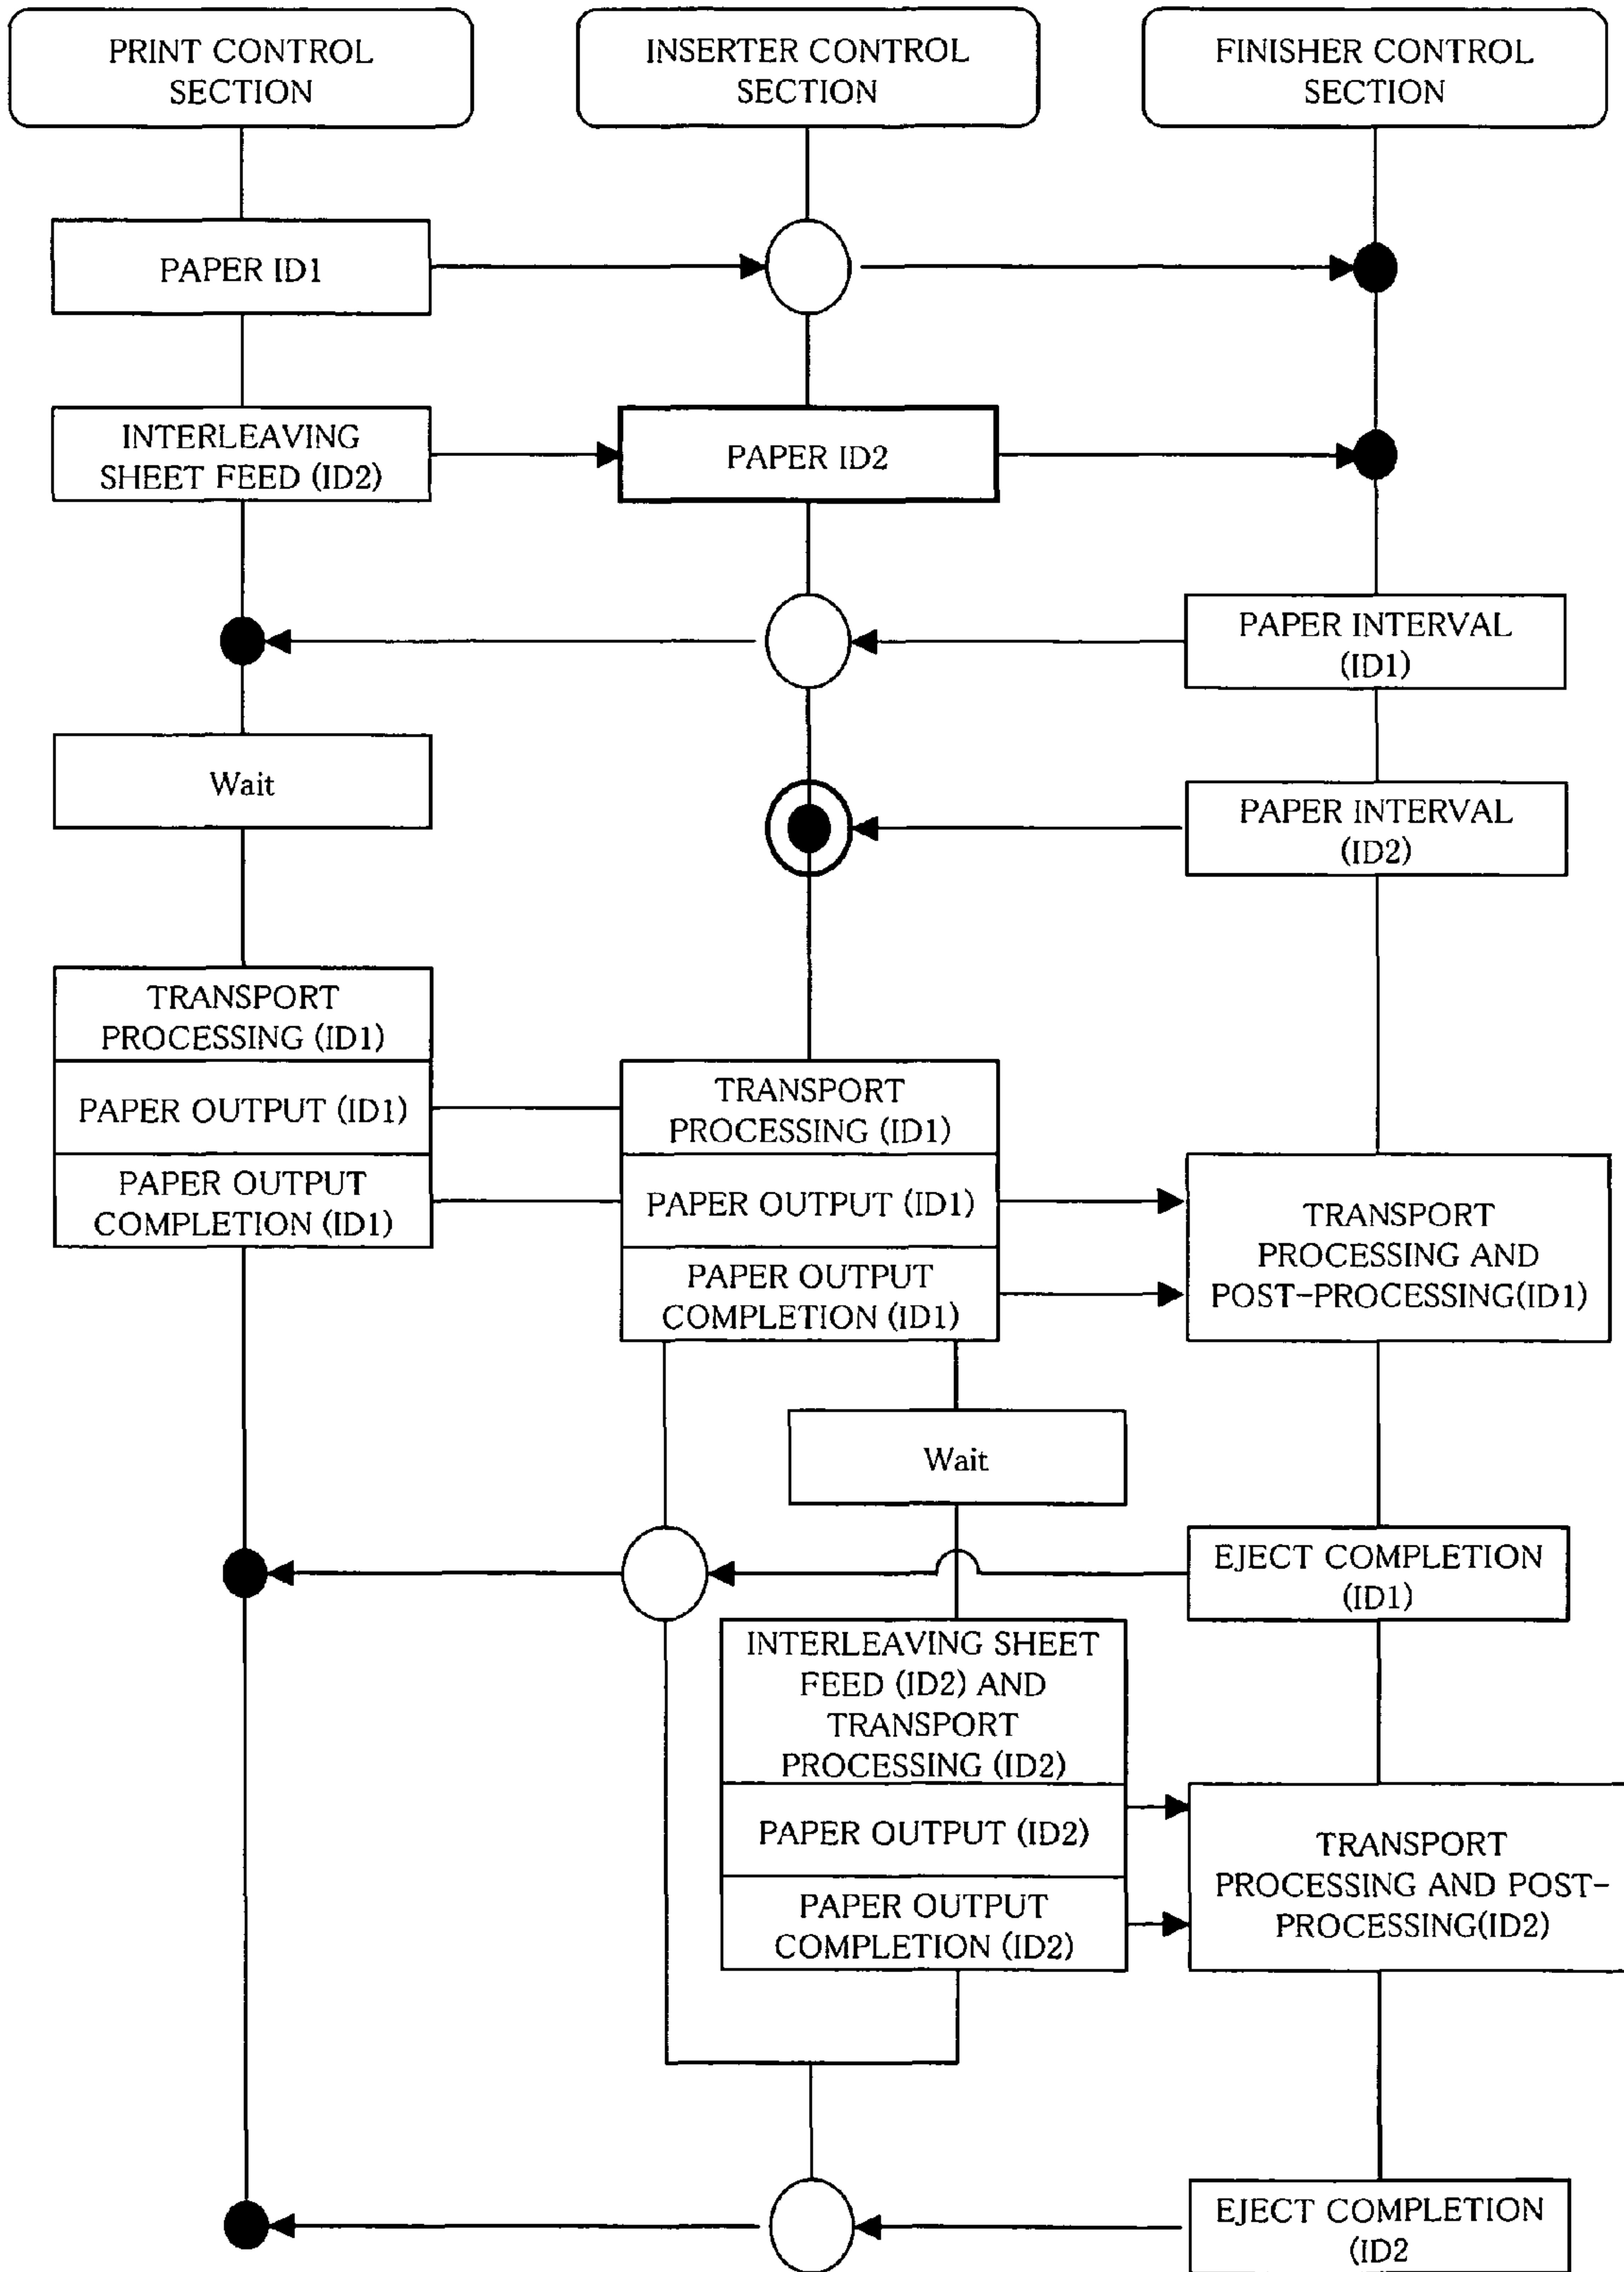 PRINT CONTROL
SECTION
INSERTER CONTROL
SECTION
FINISHER CONTROL
SECTION
PAPER ID1
INTERLEAVING
SHEET FEED (ID2)
PAPER ID2
PAPER INTERVAL
(ID1)
Wait
PAPER INTERVAL
(ID2)
TRANSPORT
PROCESSING (ID1)
PAPER OUTPUT (ID1)
PAPER OUTPUT
COMPLETION (ID1)
TRANSPORT
PROCESSING (ID1)
PAPER OUTPUT (ID1)
PAPER OUTPUT
COMPLETION (ID1)
TRANSPORT
PROCESSING AND
POST-PROCESSING(ID1)
Wait
EJECT COMPLETION
(ID1)
INTERLEAVING SHEET
FEED (ID2) AND
TRANSPORT
PROCESSING (ID2)
PAPER OUTPUT (ID2)
PAPER OUTPUT
COMPLETION (ID2)
TRANSPORT
PROCESSING AND POST-
PROCESSING(ID2)
EJECT COMPLETION
(ID2